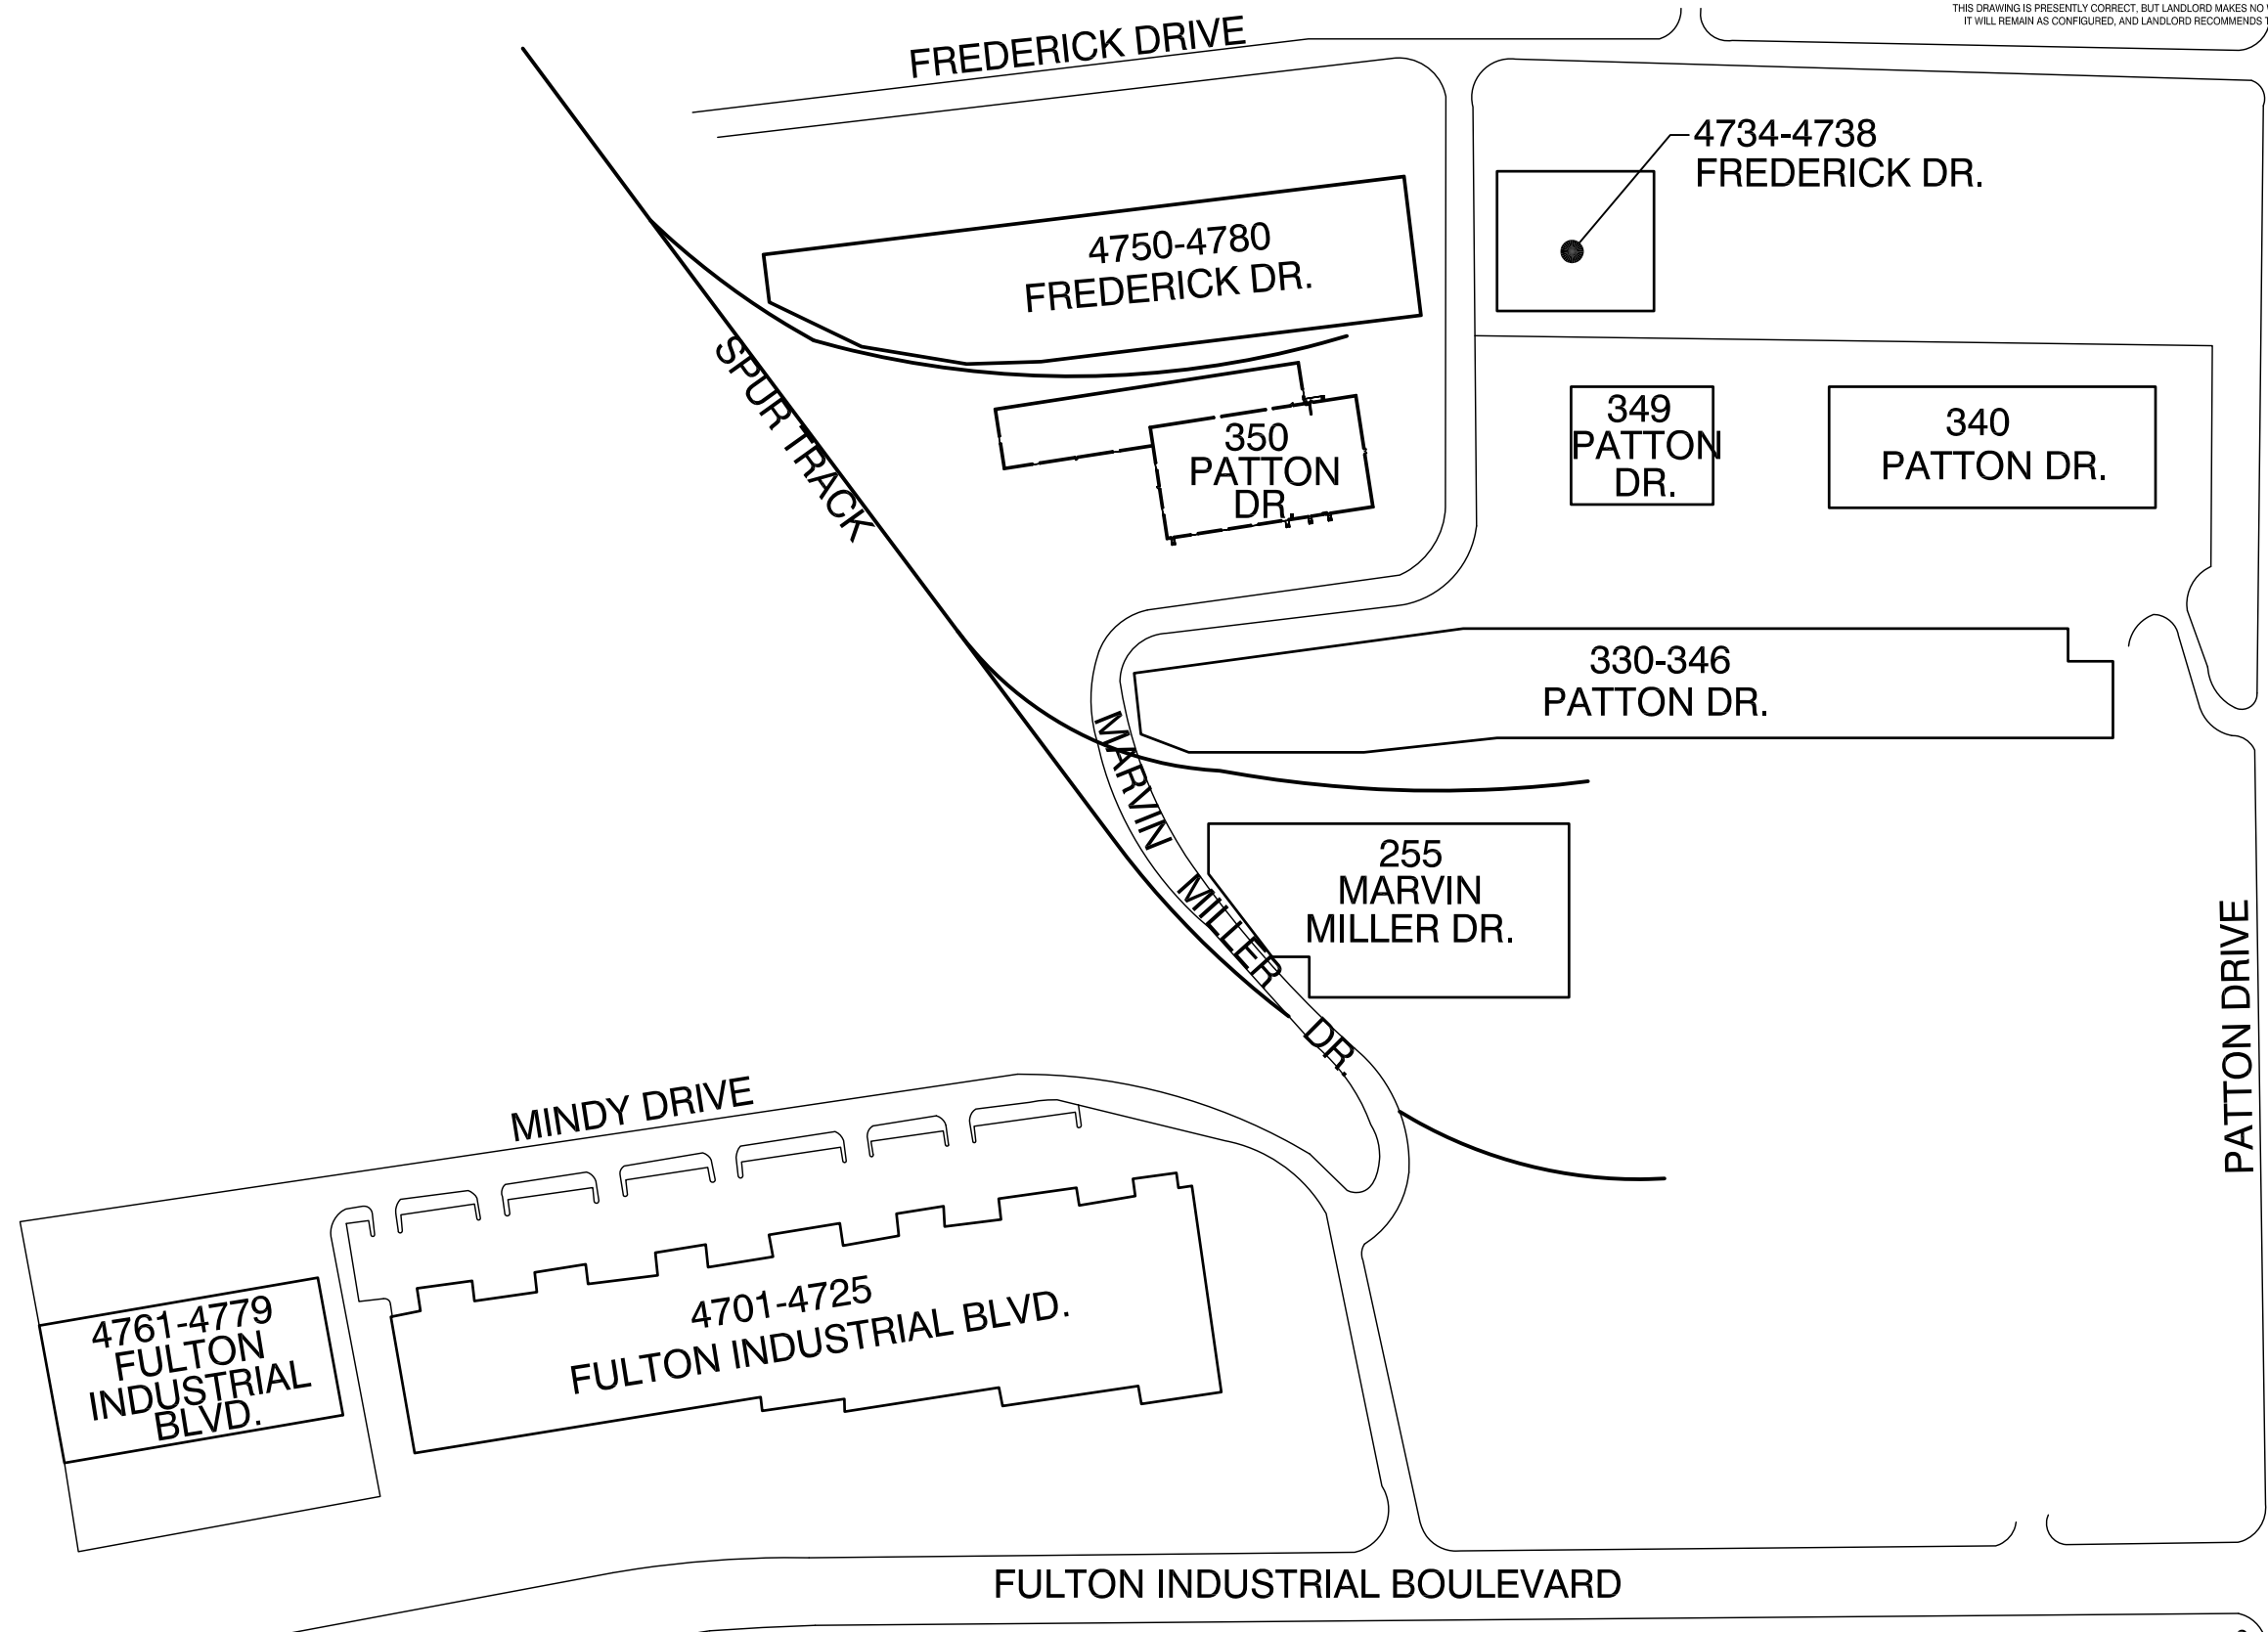 THIS DRAWING IS PRESENTLY CORRECT, BUT LANDLORD MAKES NO
IT WILL REMAIN AS CONFIGURED, AND LANDLORD RECOMMENDS
FREDERICK DRIVE
4734-4738
FREDERICK DR.
4750-4780
FREDERICK DR.
SPUR TRACK
350
PATTON
DR.
349
PATTON
DR.
340
PATTON DR.
330-346
PATTON DR.
MARVIN MILLER DR.
255
MARVIN
MILLER DR.
PATTON DRIVE
MINDY DRIVE
4761-4779
FULTON
INDUSTRIAL
BLVD.
4701-4725
FULTON INDUSTRIAL BLVD.
FULTON INDUSTRIAL BOULEVARD